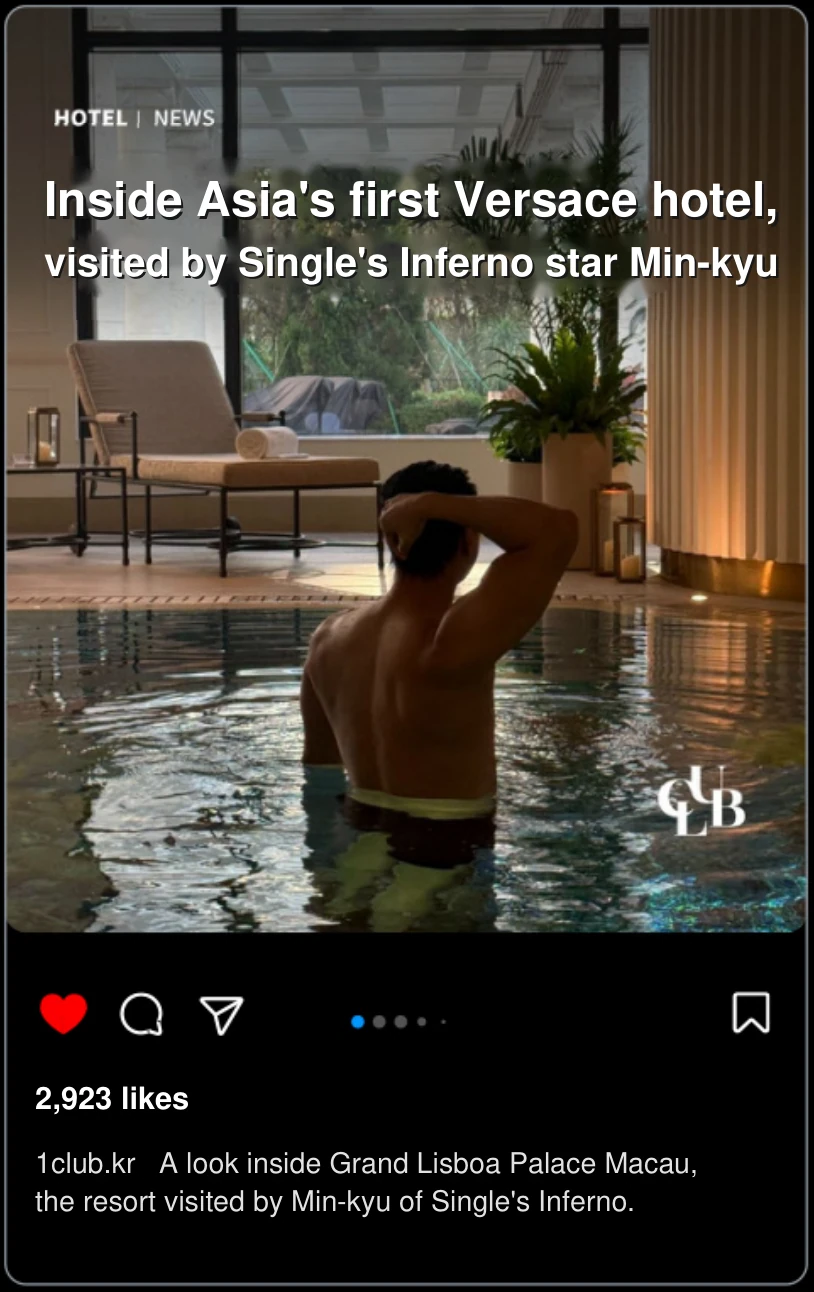 HOTEL | NEWS
Inside Asia's first Versace hotel,
visited by Single's Inferno star Min-kyu
CLUB
2,923 likes
1club.kr A look inside Grand Lisboa Palace Macau,
the resort visited by Min-kyu of Single's Inferno.